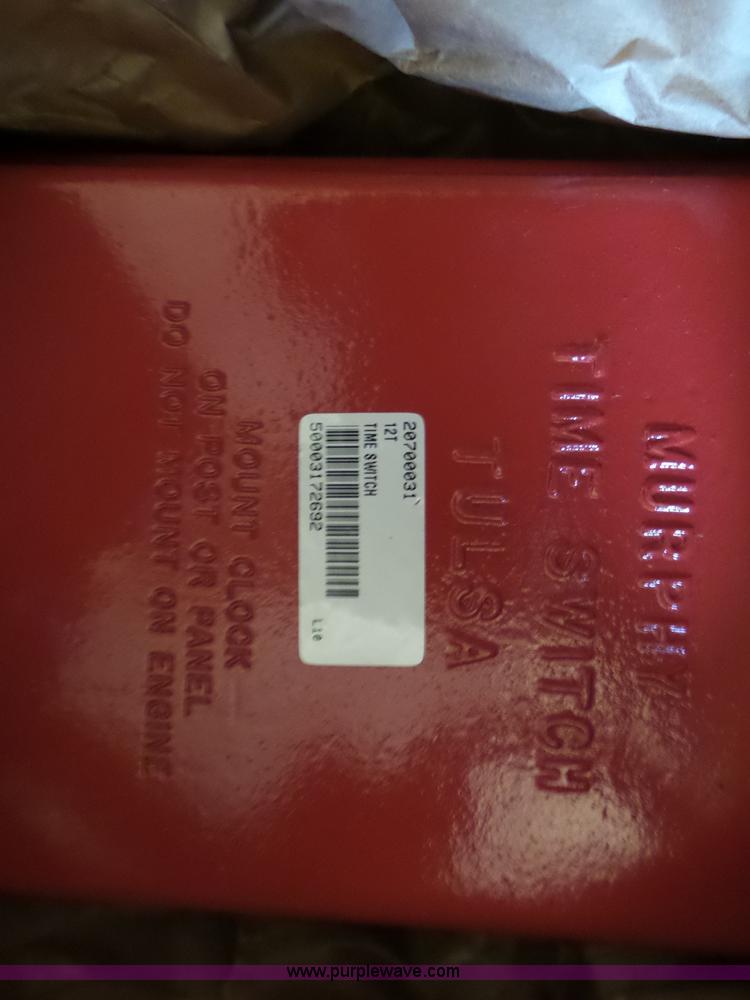 MURPHY
TIME SWITCH
TULSA
20700031
12T
TIME SWITCH
50003172692
L10
MOUNT CLOCK
ON POST OR PANEL
DO NOT MOUNT ON ENGINE
www.purplewave.com